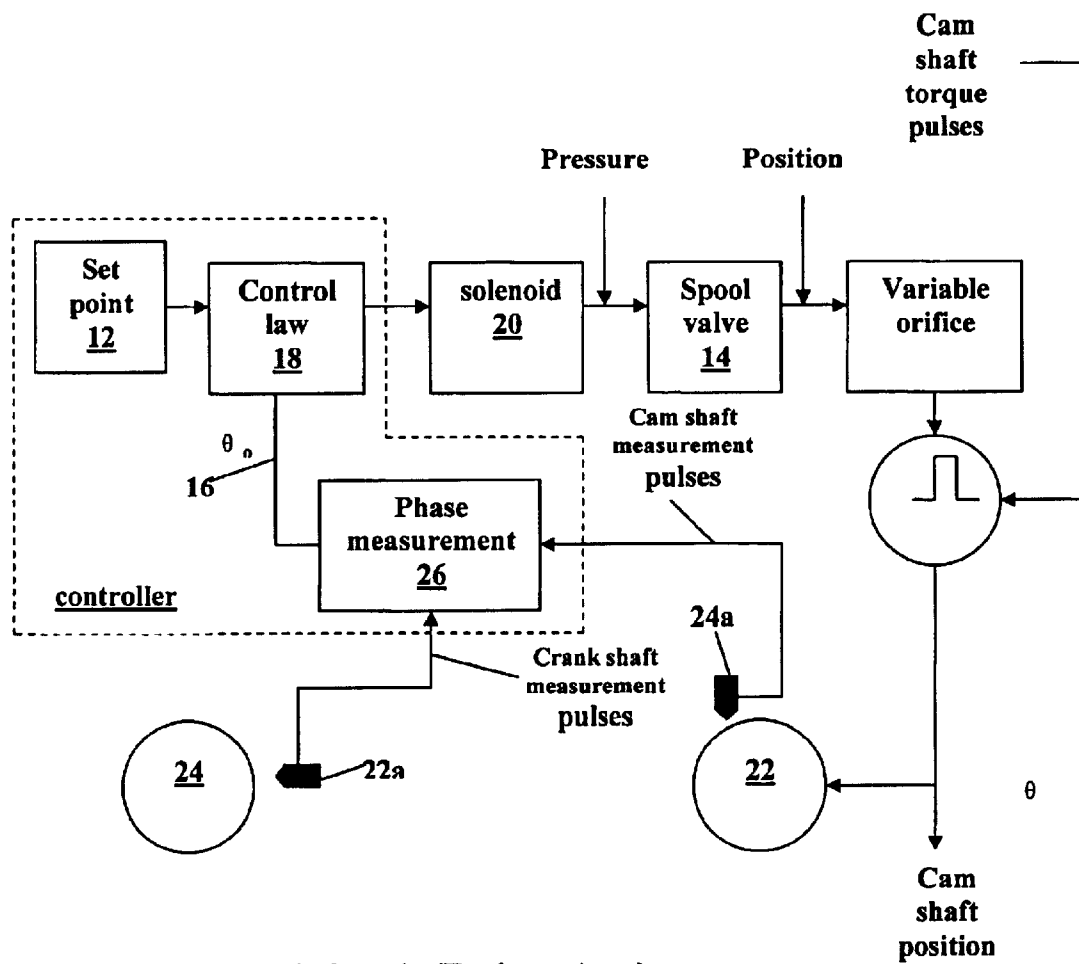 Cam
shaft
torque
pulses
Pressure
Position
Set
point
12
Control
law
18
solenoid
20
Spool
valve
14
Variable
orifice
θ₀
16
Cam shaft
measurement
pulses
Phase
measurement
26
controller
24a
Crank shaft
measurement
pulses
24
22a
22
θ
Cam
shaft
position